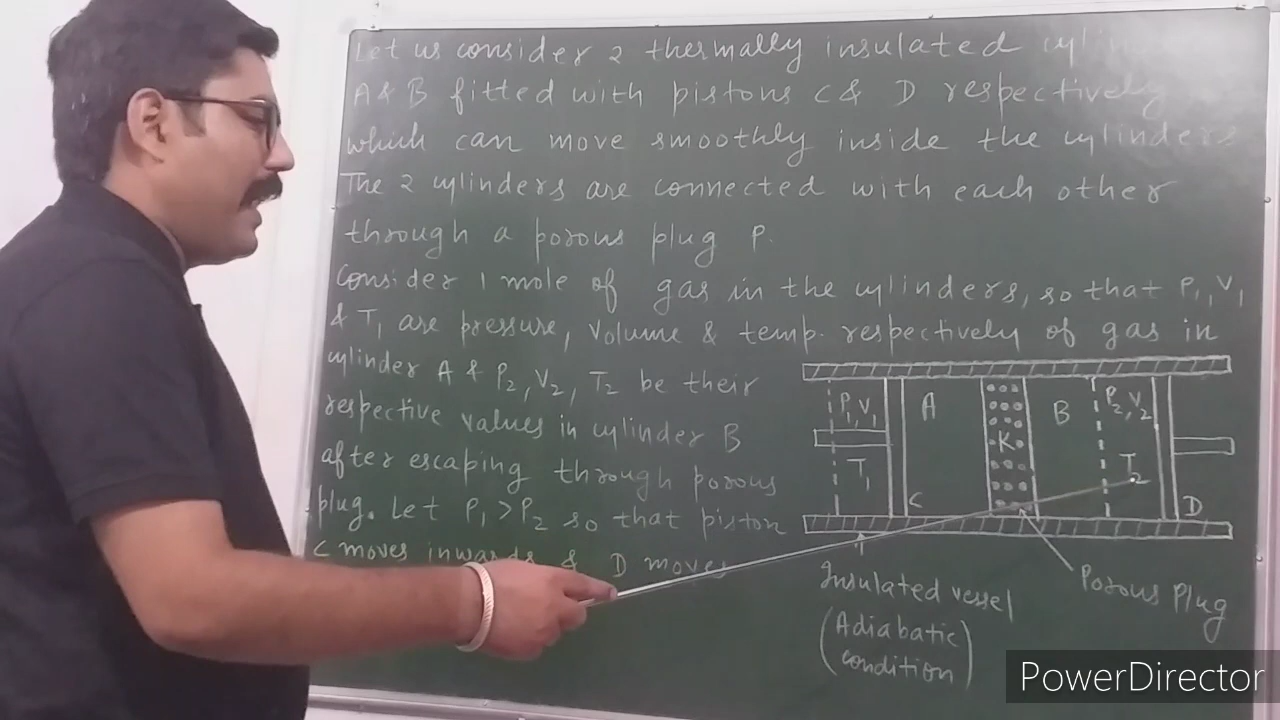 Let us consider 2 thermally insulated
A & B fitted with pistons C & D respectively
which can move smoothly inside the cylinders
The 2 cylinders are connected with each other
through a porous plug P.
Consider 1 mole of gas in the cylinders, so that P₁, V₁
& T₁ are pressure, volume & temp. respectively of gas in
cylinder A & P₂, V₂, T₂ be their
respective values in cylinder B
after escaping through porous
plug. Let P₁ > P₂ so that piston
C moves inwards & D moves
P₁, V₁
T₁
A
C
K
B
P₂, V₂
T₂
D
Insulated vessel
(Adiabatic
condition)
Porous Plug
PowerDirector